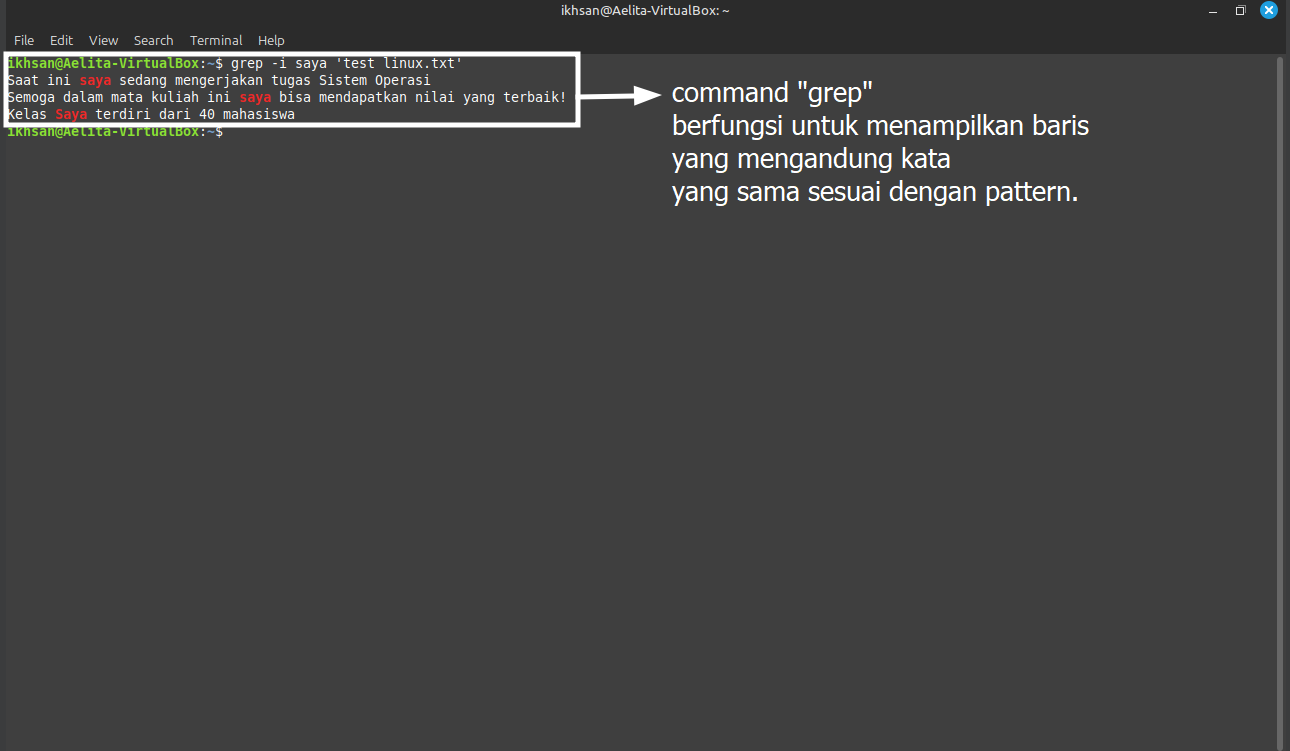 ikhsan@Aelita-VirtualBox: ~
File Edit View Search Terminal Help
ikhsan@Aelita-VirtualBox:~$ grep -i saya 'test linux.txt'
Saat ini saya sedang mengerjakan tugas Sistem Operasi
Semoga dalam mata kuliah ini saya bisa mendapatkan nilai yang terbaik!
Kelas Saya terdiri dari 40 mahasiswa
ikhsan@Aelita-VirtualBox:~$
command "grep"
berfungsi untuk menampilkan baris
yang mengandung kata
yang sama sesuai dengan pattern.